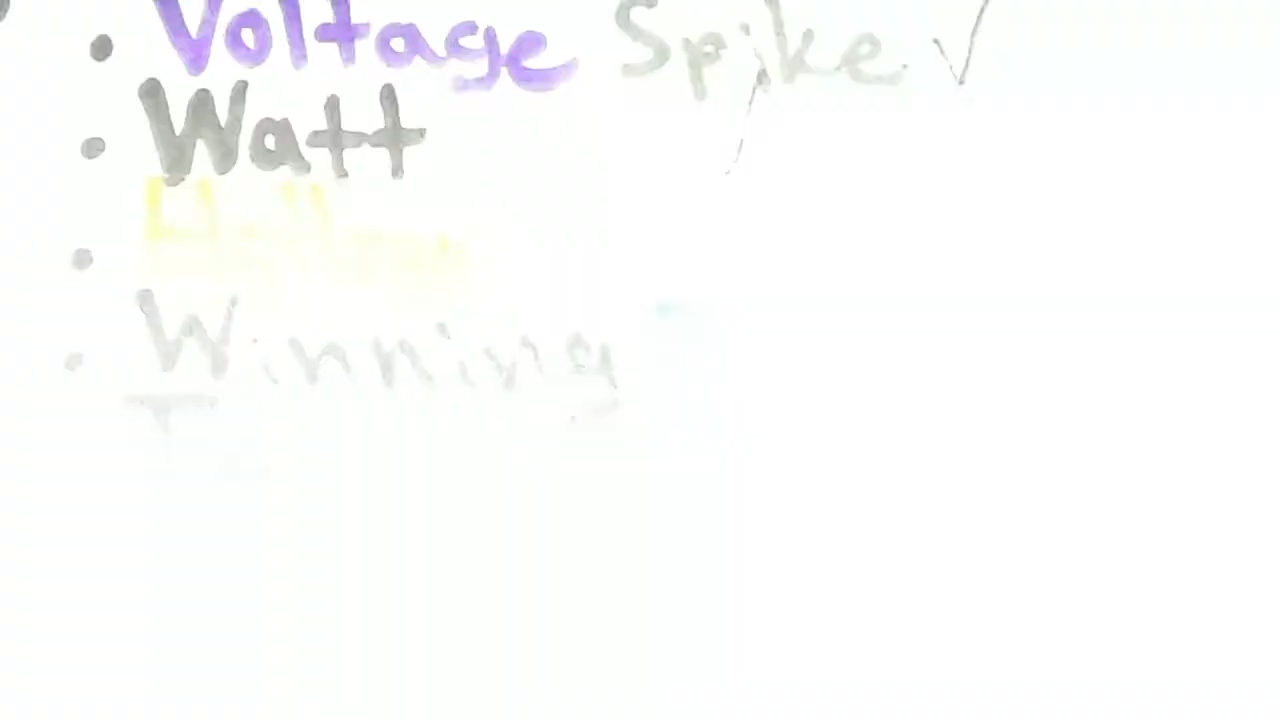 • Voltage Spike ✓
• Watt
•
• Winning